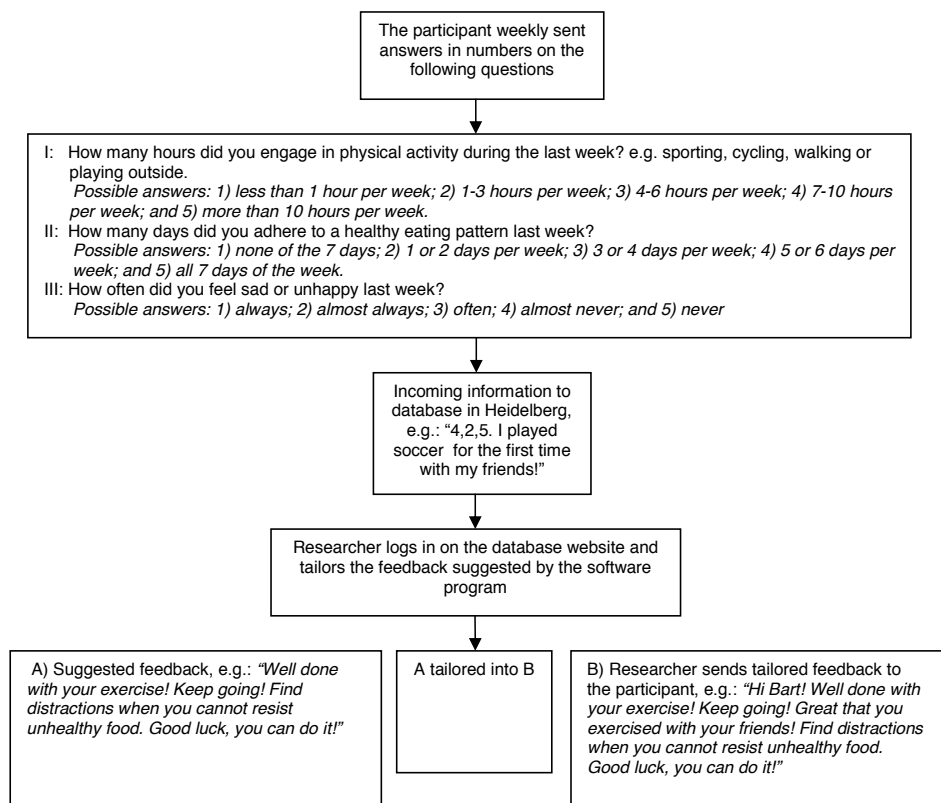 The participant weekly sent
answers in numbers on the
following questions
I: How many hours did you engage in physical activity during the last week? e.g. sporting, cycling, walking or
playing outside.
Possible answers: 1) less than 1 hour per week; 2) 1-3 hours per week; 3) 4-6 hours per week; 4) 7-10 hours
per week; and 5) more than 10 hours per week.
II: How many days did you adhere to a healthy eating pattern last week?
Possible answers: 1) none of the 7 days; 2) 1 or 2 days per week; 3) 3 or 4 days per week; 4) 5 or 6 days per
week; and 5) all 7 days of the week.
III: How often did you feel sad or unhappy last week?
Possible answers: 1) always; 2) almost always; 3) often; 4) almost never; and 5) never
Incoming information to
database in Heidelberg,
e.g.: “4,2,5. I played
soccer for the first time
with my friends!”
Researcher logs in on the database website and
tailors the feedback suggested by the software
program
A) Suggested feedback, e.g.: “Well done
with your exercise! Keep going! Find
distractions when you cannot resist
unhealthy food. Good luck, you can do it!”
A tailored into B
B) Researcher sends tailored feedback to
the participant, e.g.: “Hi Bart! Well done with
your exercise! Keep going! Great that you
exercised with your friends! Find distractions
when you cannot resist unhealthy food.
Good luck, you can do it!”